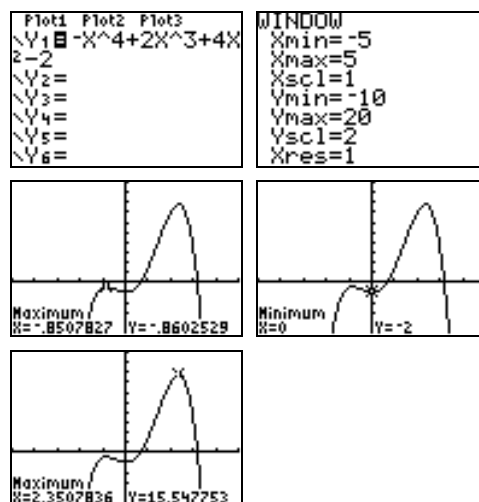 Plot1 Plot2 Plot3
\Y1=-X^4+2X^3+4X
²-2
\Y2=
\Y3=
\Y4=
\Y5=
\Y6=
WINDOW
Xmin=-5
Xmax=5
Xscl=1
Ymin=-10
Ymax=20
Yscl=2
Xres=1
Maximum
X=-.8507827 Y=-.8602529
Minimum
X=0 Y=-2
Maximum
X=2.3507836 Y=15.547753